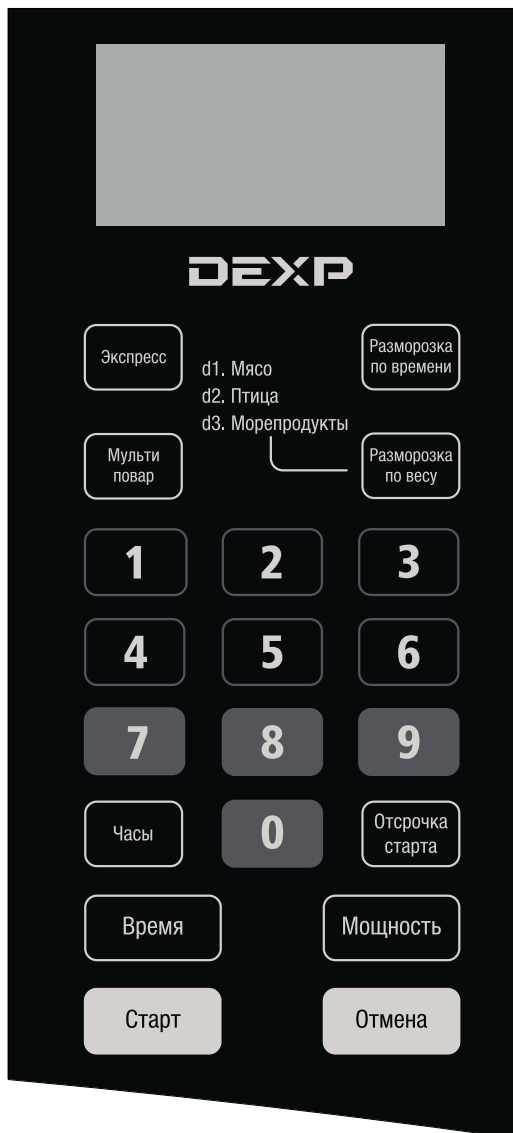 DEXP
Экспресс
d1. Мясо
d2. Птица
d3. Морепродукты
Разморозка
по времени
Мульти
повар
Разморозка
по весу
1 2 3
4 5 6
7 8 9
Часы
0
Отсрочка
старта
Время
Мощность
Старт
Отмена